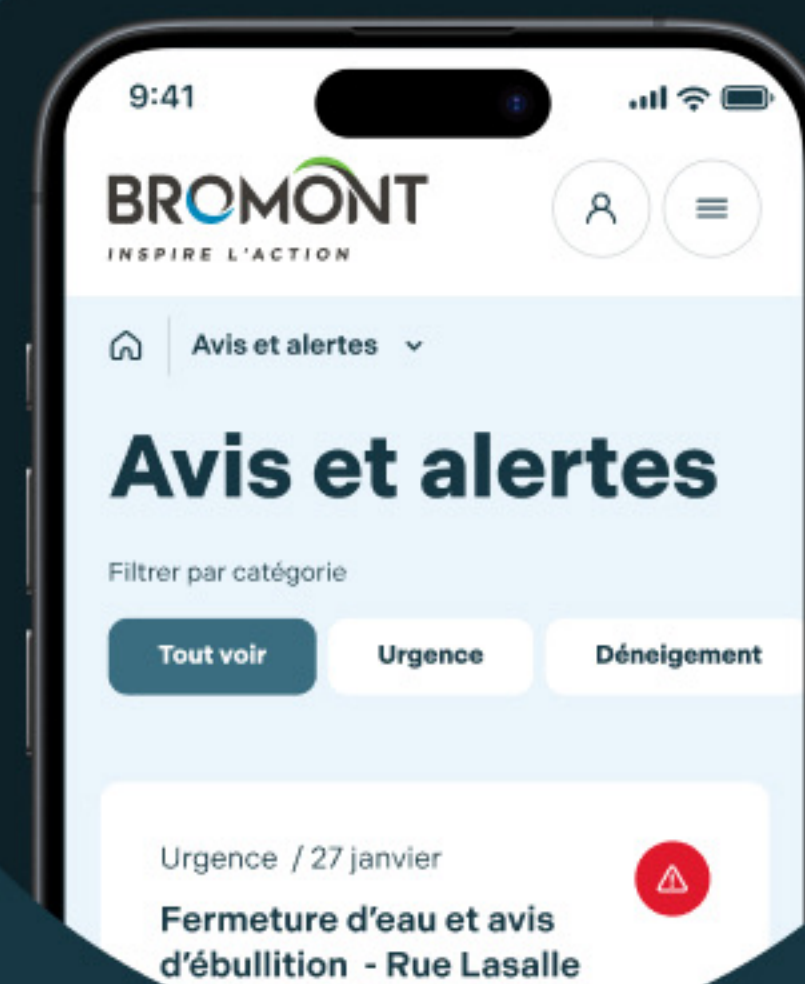 9:41
BROMONT
INSPIRE L'ACTION
Avis et alertes
Avis et alertes
Filtrer par catégorie
Tout voir
Urgence
Déneigement
Urgence / 27 janvier
Fermeture d'eau et avis
d'ébullition - Rue Lasalle